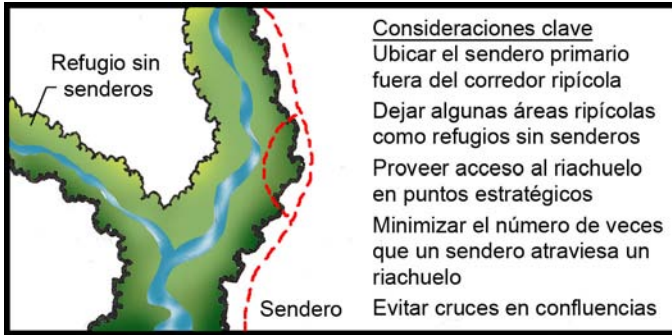 Refugio sin
senderos
Sendero
Consideraciones clave
Ubicar el sendero primario
fuera del corredor ripícola
Dejar algunas áreas ripícolas
como refugios sin senderos
Proveer acceso al riachuelo
en puntos estratégicos
Minimizar el número de veces
que un sendero atraviesa un
riachuelo
Evitar cruces en confluencias